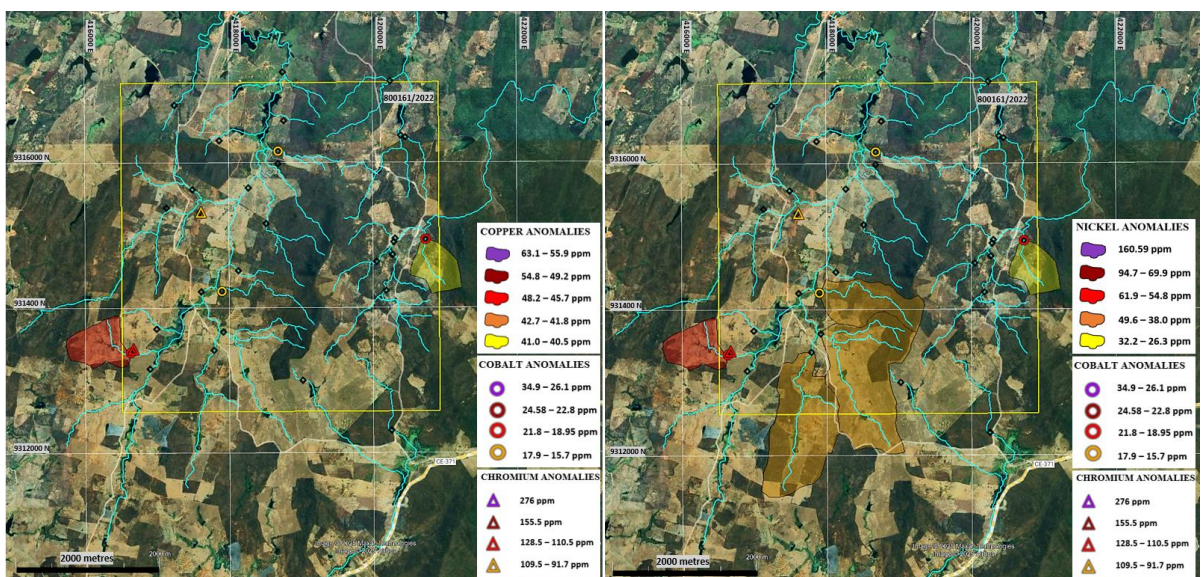 416000 E
418000 E
420000 E
422000 E
800161/2022
9316000 N
931400 N
9312000 N
COPPER ANOMALIES
63.1 – 55.9 ppm
54.8 – 49.2 ppm
48.2 – 45.7 ppm
42.7 – 41.8 ppm
41.0 – 40.5 ppm
COBALT ANOMALIES
34.9 – 26.1 ppm
24.58 – 22.8 ppm
21.8 – 18.95 ppm
17.9 – 15.7 ppm
CE-371
CHROMIUM ANOMALIES
276 ppm
155.5 ppm
128.5 – 110.5 ppm
109.5 – 91.7 ppm
2000 metres
2000 m
416000 E
418000 E
420000 E
422000 E
800161/2022
9316000 N
931400 N
9312000 N
NICKEL ANOMALIES
160.59 ppm
94.7 – 69.9 ppm
61.9 – 54.8 ppm
49.6 – 38.0 ppm
32.2 – 26.3 ppm
COBALT ANOMALIES
34.9 – 26.1 ppm
24.58 – 22.8 ppm
21.8 – 18.95 ppm
17.9 – 15.7 ppm
CE-371
CHROMIUM ANOMALIES
276 ppm
155.5 ppm
128.5 – 110.5 ppm
109.5 – 91.7 ppm
2000 metres
2000 m